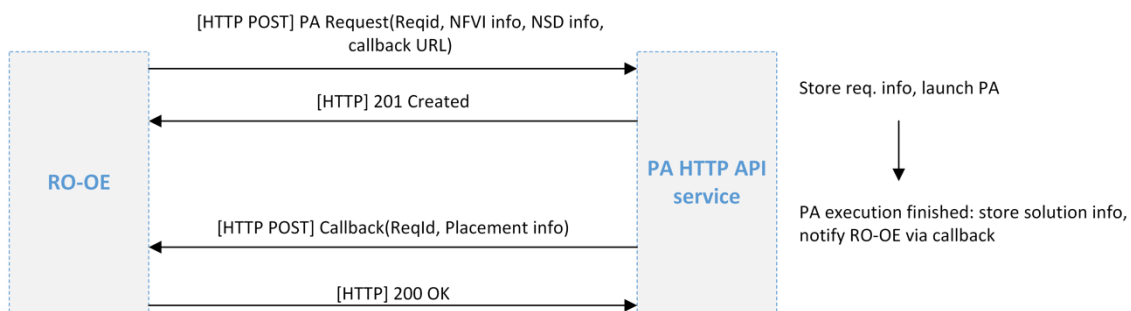 [HTTP POST] PA Request(Reqid, NFVI info, NSD info,
callback URL)
[HTTP] 201 Created
Store req. info, launch PA
RO-OE
PA HTTP API
service
[HTTP POST] Callback(ReqId, Placement info)
PA execution finished: store solution info,
notify RO-OE via callback
[HTTP] 200 OK